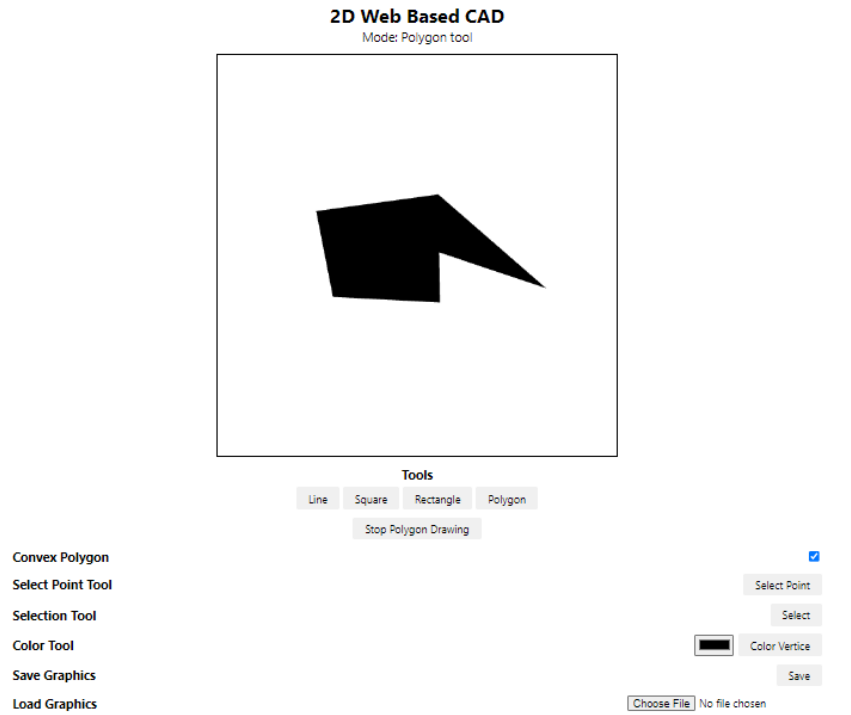 2D Web Based CAD
Mode: Polygon tool
Tools
Line Square Rectangle Polygon
Stop Polygon Drawing
Convex Polygon
Select Point Tool Select Point
Selection Tool Select
Color Tool Color Vertice
Save Graphics Save
Load Graphics Choose File No file chosen